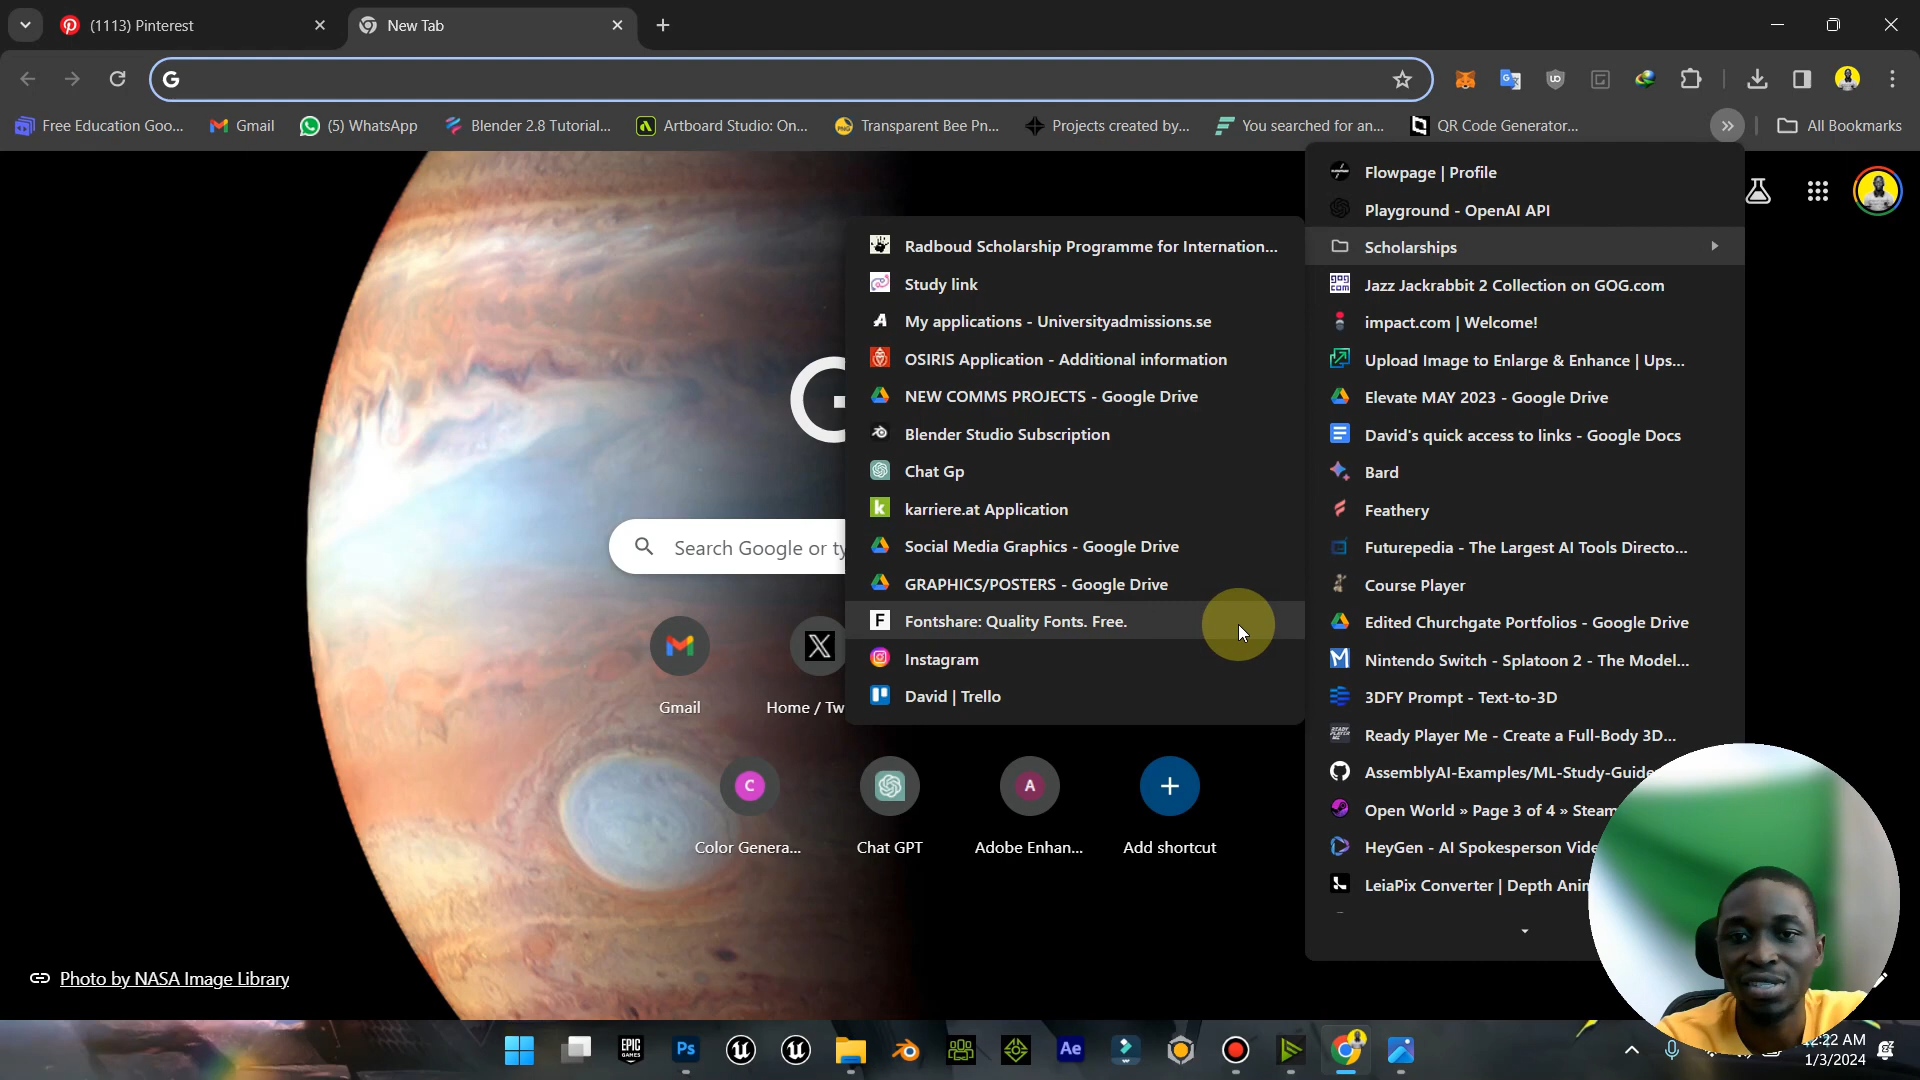 (1113) Pinterest
New Tab
Free Education Goo...
Gmail
(5) WhatsApp
Blender 2.8 Tutorial...
Artboard Studio: On...
Transparent Bee Pn...
Projects created by...
You searched for an...
QR Code Generator...
All Bookmarks
Flowpage | Profile
Playground - OpenAI API
Scholarships
Jazz Jackrabbit 2 Collection on GOG.com
impact.com | Welcome!
Upload Image to Enlarge & Enhance | Ups...
Elevate MAY 2023 - Google Drive
David's quick access to links - Google Docs
Bard
Feathery
Futurepedia - The Largest AI Tools Directo...
Course Player
Edited Churchgate Portfolios - Google Drive
Nintendo Switch - Splatoon 2 - The Model...
3DFY Prompt - Text-to-3D
Ready Player Me - Create a Full-Body 3D...
AssemblyAI-Examples/ML-Study-Guide
Open World » Page 3 of 4 » Steam
HeyGen - AI Spokesperson Vide
LeiaPix Converter | Depth Anim
Radboud Scholarship Programme for Internation...
Study link
My applications - Universityadmissions.se
OSIRIS Application - Additional information
NEW COMMS PROJECTS - Google Drive
Blender Studio Subscription
Chat Gp
karriere.at Application
Social Media Graphics - Google Drive
GRAPHICS/POSTERS - Google Drive
Fontshare: Quality Fonts. Free.
Instagram
David | Trello
G
Search Google or ty
Gmail
Home / Tw
Color Genera...
Chat GPT
Adobe Enhan...
Add shortcut
Photo by NASA Image Library
EPIC GAMES
Ps
Ae
2:22 AM
1/3/2024